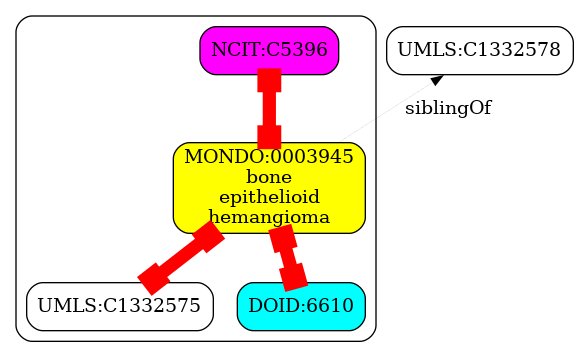 NCIT:C5396
UMLS:C1332578
siblingOf
MONDO:0003945
bone
epithelioid
hemangioma
UMLS:C1332575
DOID:6610